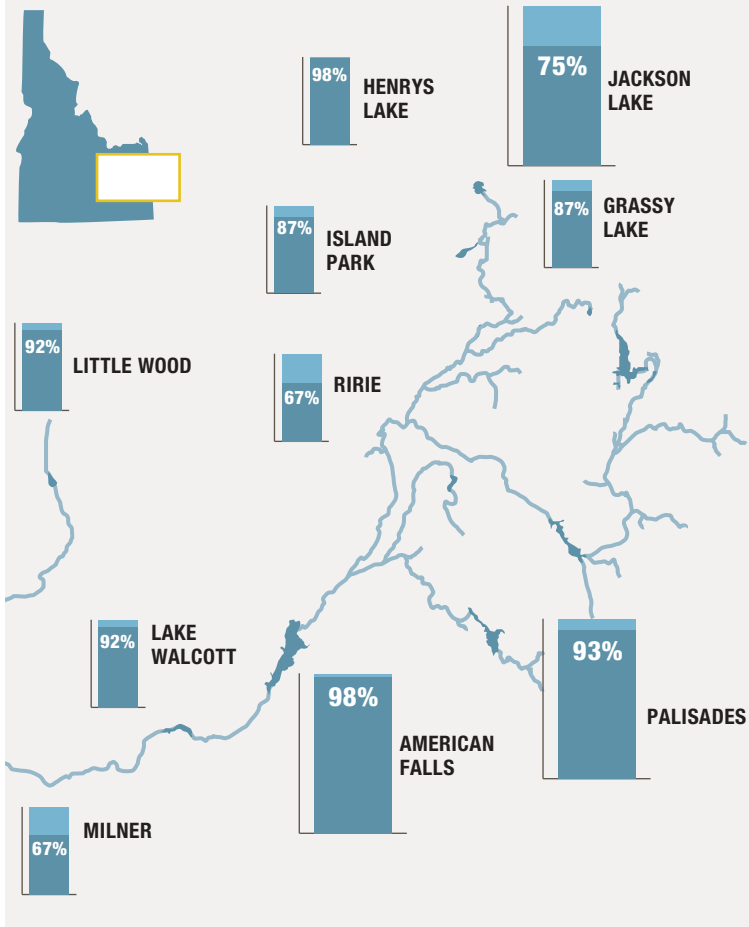 98%
HENRYS
LAKE
75%
JACKSON
LAKE
87%
ISLAND
PARK
87%
GRASSY
LAKE
92%
LITTLE WOOD
67%
RIRIE
92%
LAKE
WALCOTT
98%
AMERICAN
FALLS
93%
PALISADES
67%
MILNER